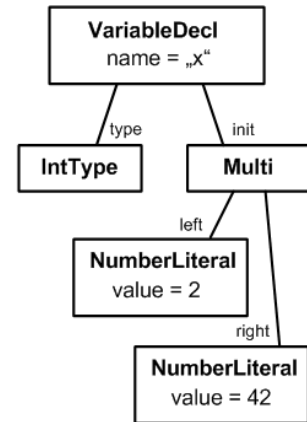 VariableDecl
name = „x“
type
init
IntType
Multi
left
NumberLiteral
value = 2
right
NumberLiteral
value = 42